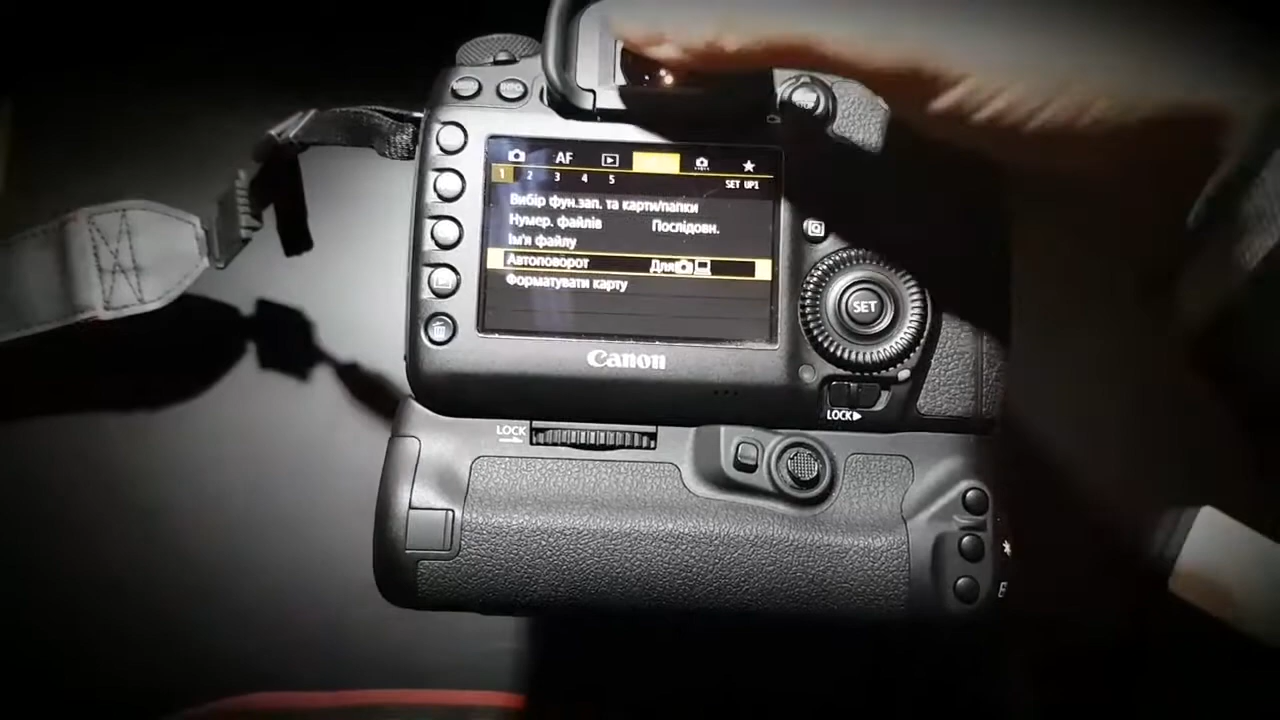 AF
1 2 3 4 5
SET UP1
Вибір фун.зап. та карти/папки
Нумер. файлів Послідовн.
Ім'я файлу
Автоповорот Для
Форматувати карту
SET
Canon
LOCK
LOCK